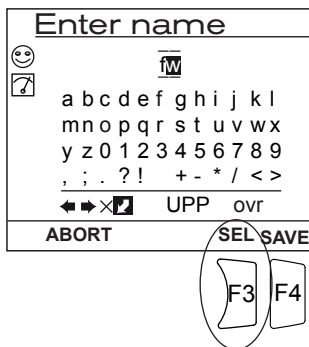 Enter name
fw
a b c d e f g h i j k l
m n o p q r s t u v w x
y z 0 1 2 3 4 5 6 7 8 9
, ; . ? ! + - * / < >
UPP ovr
ABORT SEL SAVE
F3 F4